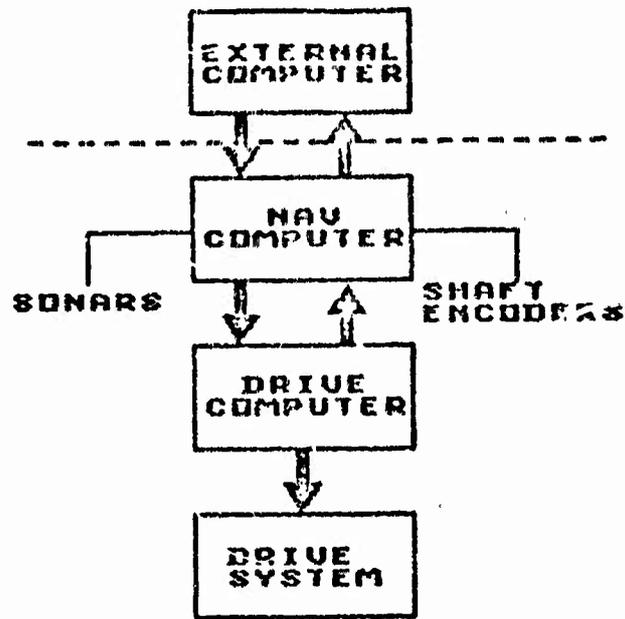 EXTERNAL
COMPUTER
NAV
COMPUTER
SONARS
SHAFT
ENCODERS
DRIVE
COMPUTER
DRIVE
SYSTEM